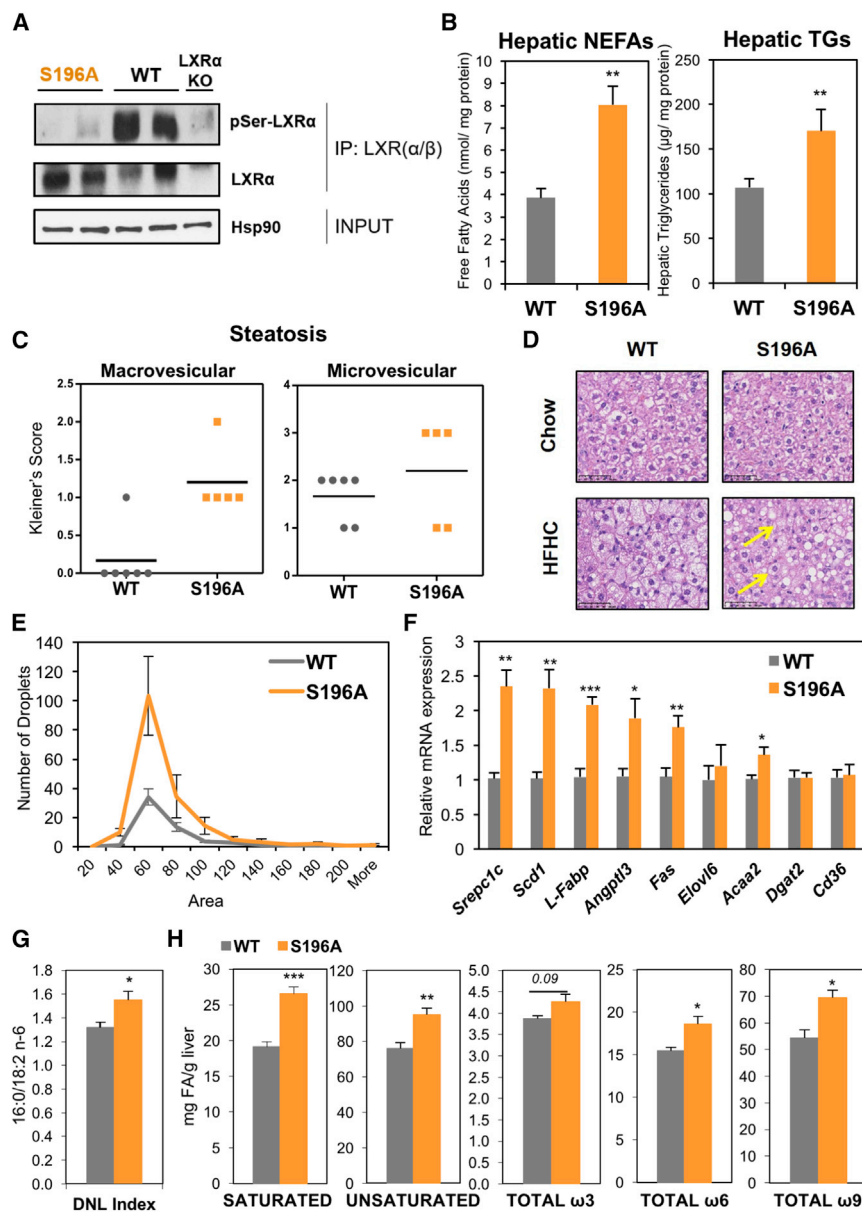 A
S196A WT LXRα KO
pSer-LXRα
LXRα
IP: LXR(α/β)
Hsp90
INPUT
B
Hepatic NEFAs
Free Fatty Acids (nmol/ mg protein)
10
9
8
7
6
5
4
3
2
1
0
**
WT S196A
Hepatic TGs
Hepatic Triglycerides (µg/ mg protein)
250
200
150
100
50
0
**
WT S196A
C
Steatosis
Macrovesicular
Kleiner's Score
2.5
2.0
1.5
1.0
0.5
0.0
WT S196A
Microvesicular
4
3
2
1
0
WT S196A
D
WT S196A
Chow
HFHC
E
Number of Droplets
140
120
100
80
60
40
20
0
WT
S196A
20 40 60 80 100 120 140 160 180 200 More
Area
F
Relative mRNA expression
3
2.5
2
1.5
1
0.5
0
WT
S196A
** ** *** * ** *
Srepc1c Scd1 L-Fabp Angptl3 Fas Elovl6 Acaa2 Dgat2 Cd36
G
16:0/18:2 n-6
1.8
1.6
1.4
1.2
1.0
0.8
0.6
0.4
0.2
0.0
*
DNL Index
H
WT S196A
mg FA/g liver
30
25
20
15
10
5
0
***
SATURATED
120
100
80
60
40
20
0
**
UNSATURATED
5.0
4.5
4.0
3.5
3.0
2.5
2.0
1.5
1.0
0.5
0.0
0.09
TOTAL ω3
25
20
15
10
5
0
*
TOTAL ω6
90
80
70
60
50
40
30
20
10
0
*
TOTAL ω9